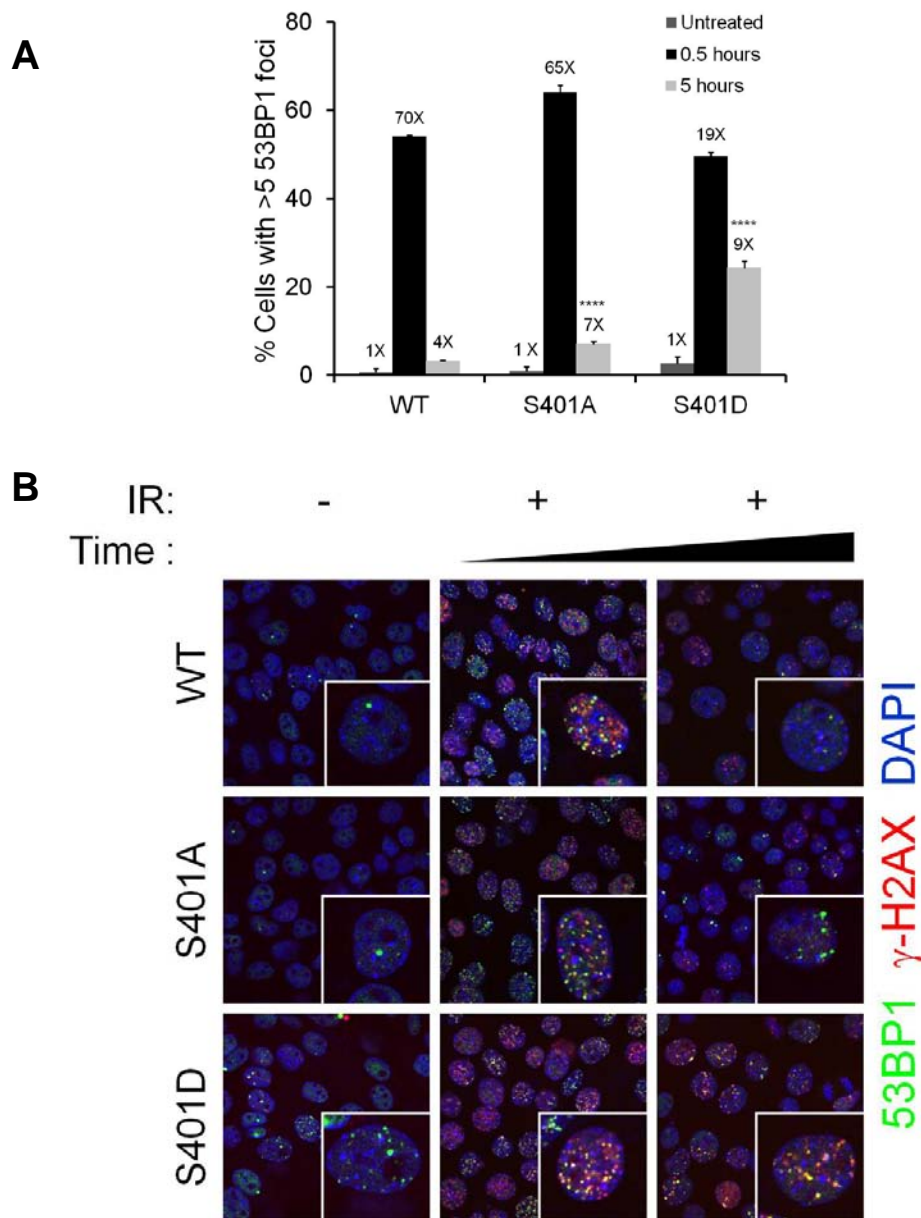 A
% Cells with >5 53BP1 foci
80
60
40
20
0
Untreated
0.5 hours
5 hours
1X
70X
4X
1 X
65X
****
7X
1X
19X
****
9X
WT
S401A
S401D
B
IR:
-
+
+
Time :
WT
S401A
S401D
53BP1 γ-H2AX DAPI